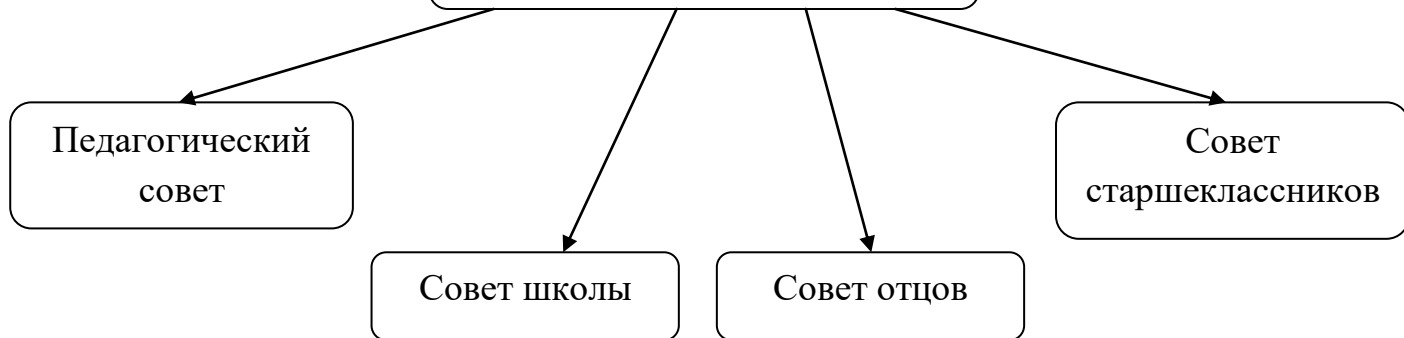 Педагогический
совет
Совет
старшеклассников
Совет школы
Совет отцов